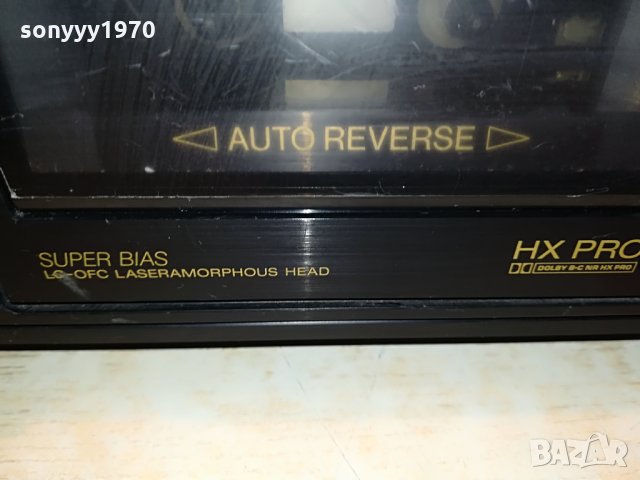 sonyyy1970
◁ AUTO REVERSE ▷
SUPER BIAS
LC-OFC LASERAMORPHOUS HEAD
HX PRO
DOLBY B-C NR HX PRO
BAZAR